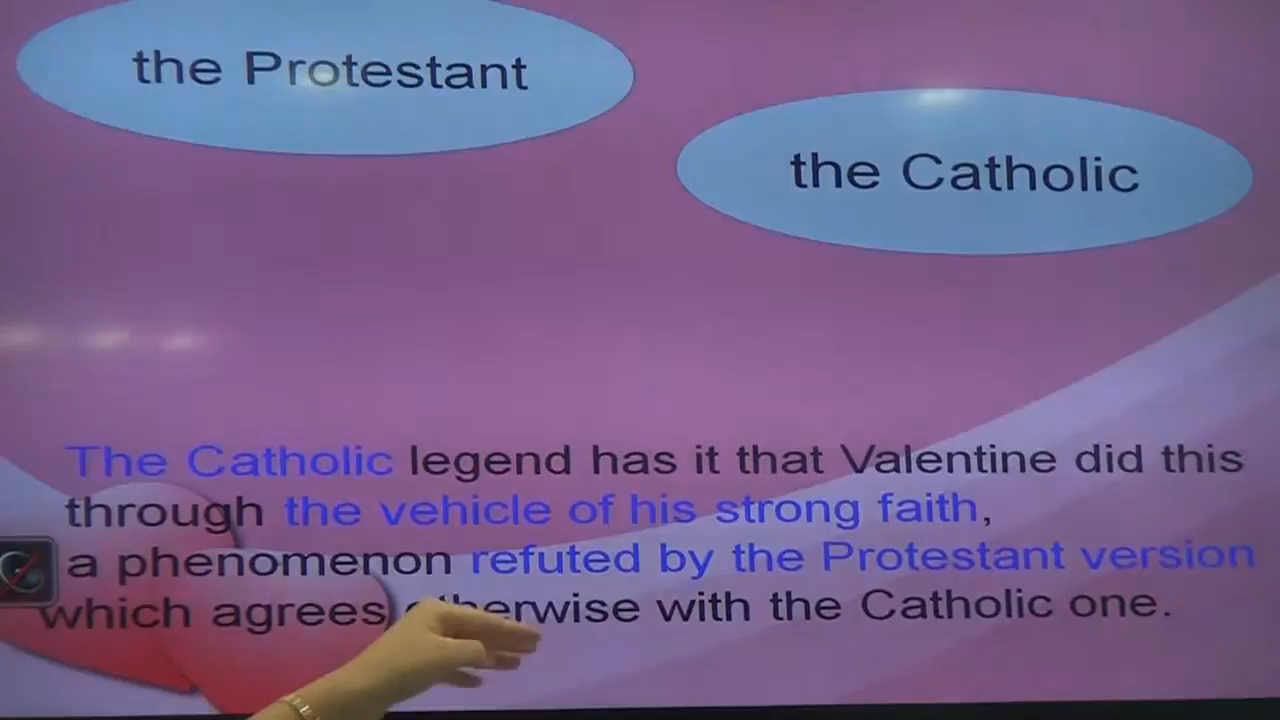 the Protestant
the Catholic
The Catholic legend has it that Valentine did this
through the vehicle of his strong faith,
a phenomenon refuted by the Protestant version
which agrees otherwise with the Catholic one.